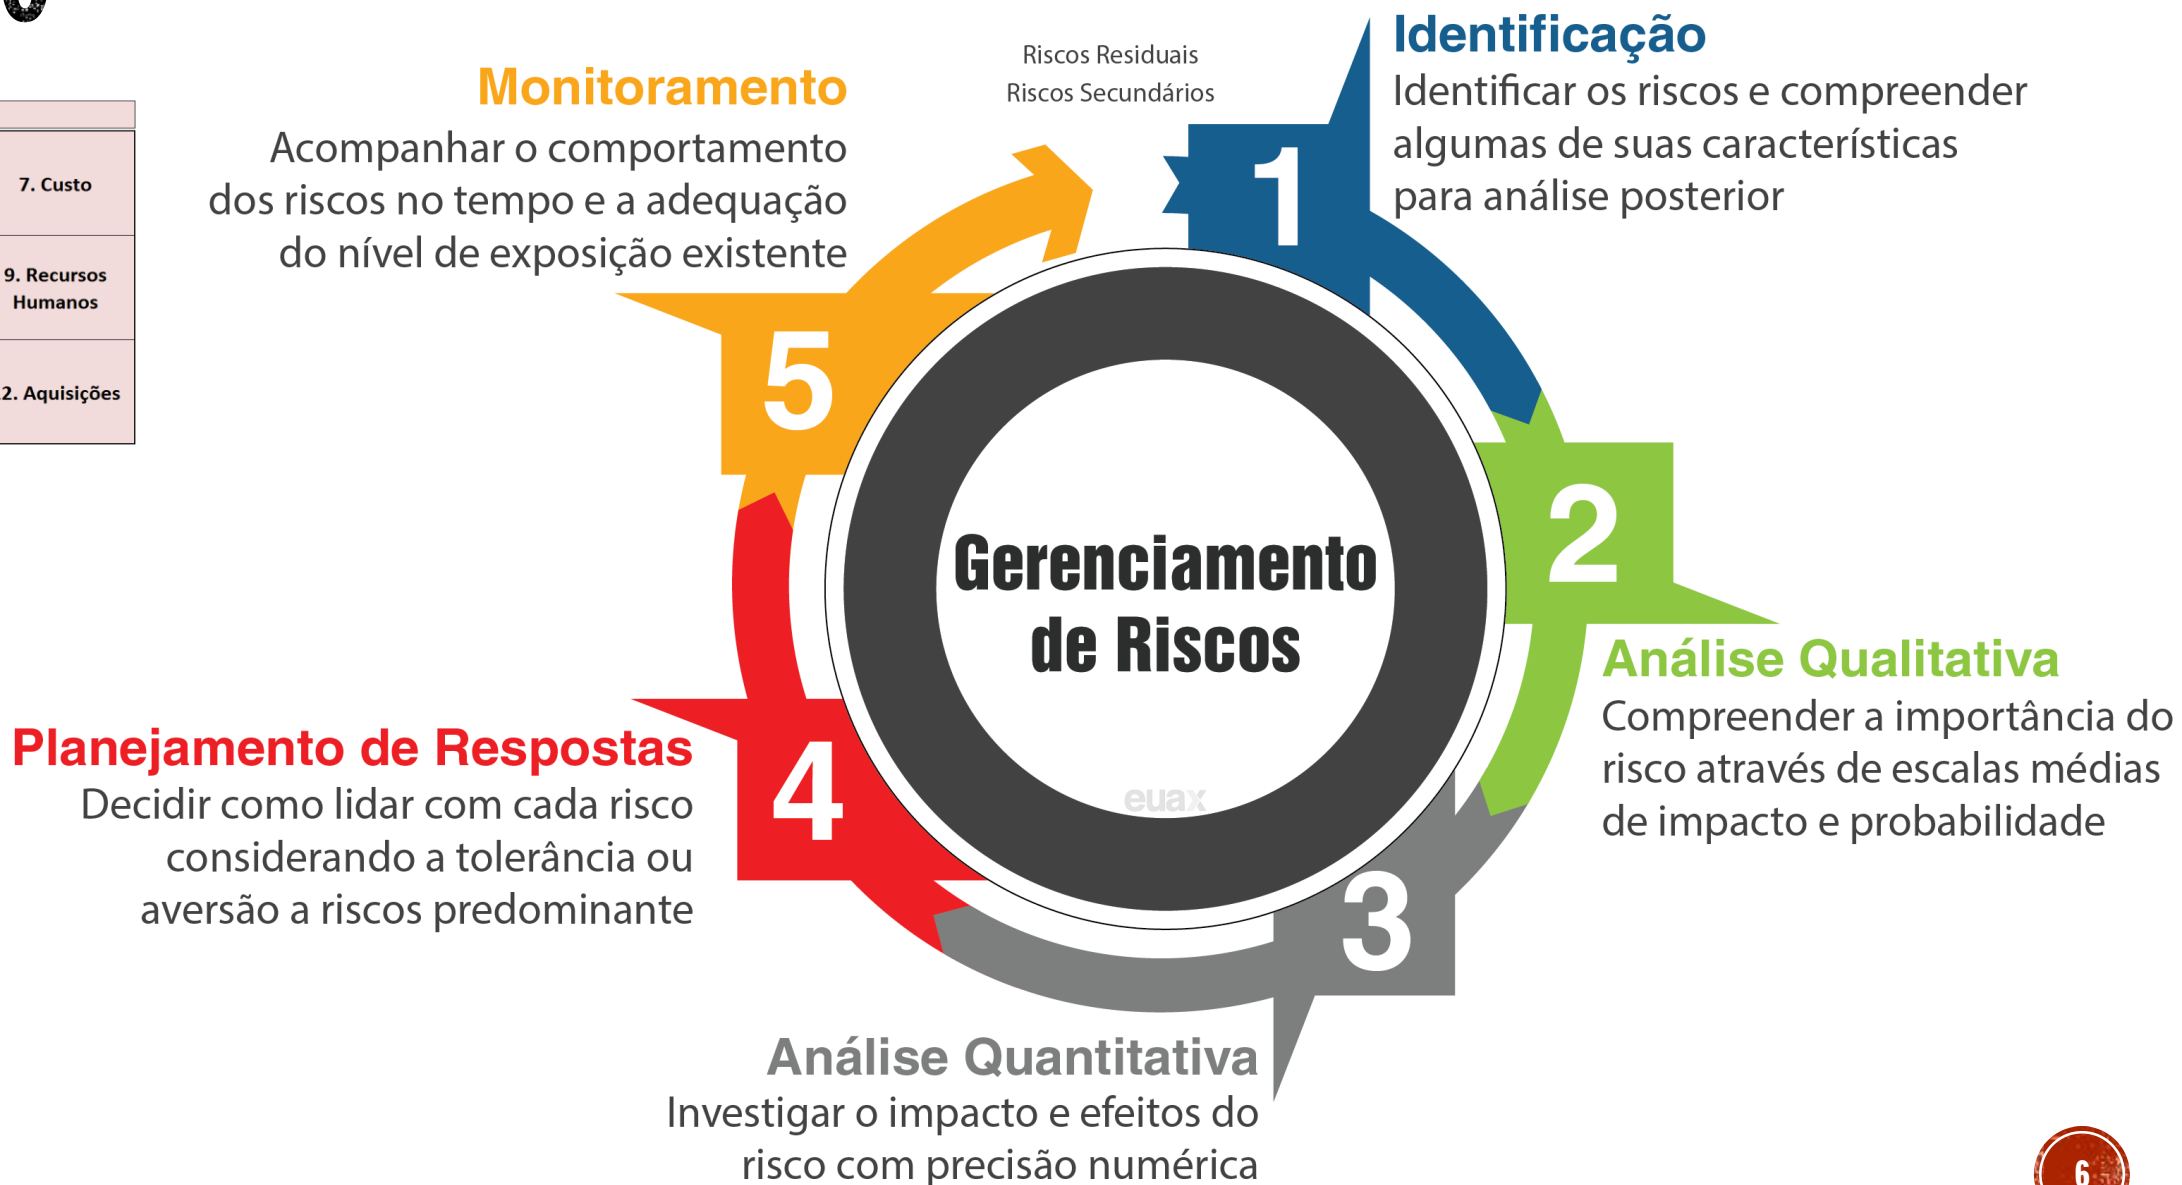 7. Custo
9. Recursos
Humanos
2. Aquisições
Riscos Residuais
Riscos Secundários
1
Identificação
Identificar os riscos e compreender
algumas de suas características
para análise posterior
2
Análise Qualitativa
Compreender a importância do
risco através de escalas médias
de impacto e probabilidade
3
Análise Quantitativa
Investigar o impacto e efeitos do
risco com precisão numérica
4
Planejamento de Respostas
Decidir como lidar com cada risco
considerando a tolerância ou
aversão a riscos predominante
5
Monitoramento
Acompanhar o comportamento
dos riscos no tempo e a adequação
do nível de exposição existente
Gerenciamento
de Riscos
euax
6